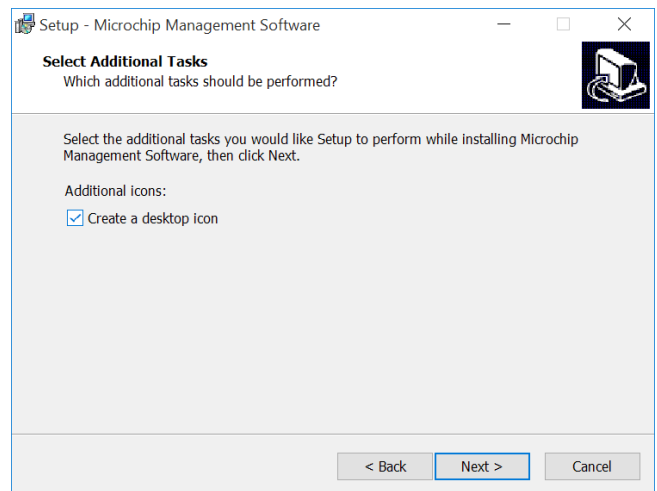 Setup - Microchip Management Software
Select Additional Tasks
Which additional tasks should be performed?
Select the additional tasks you would like Setup to perform while installing Microchip
Management Software, then click Next.
Additional icons:
Create a desktop icon
< Back
Next >
Cancel